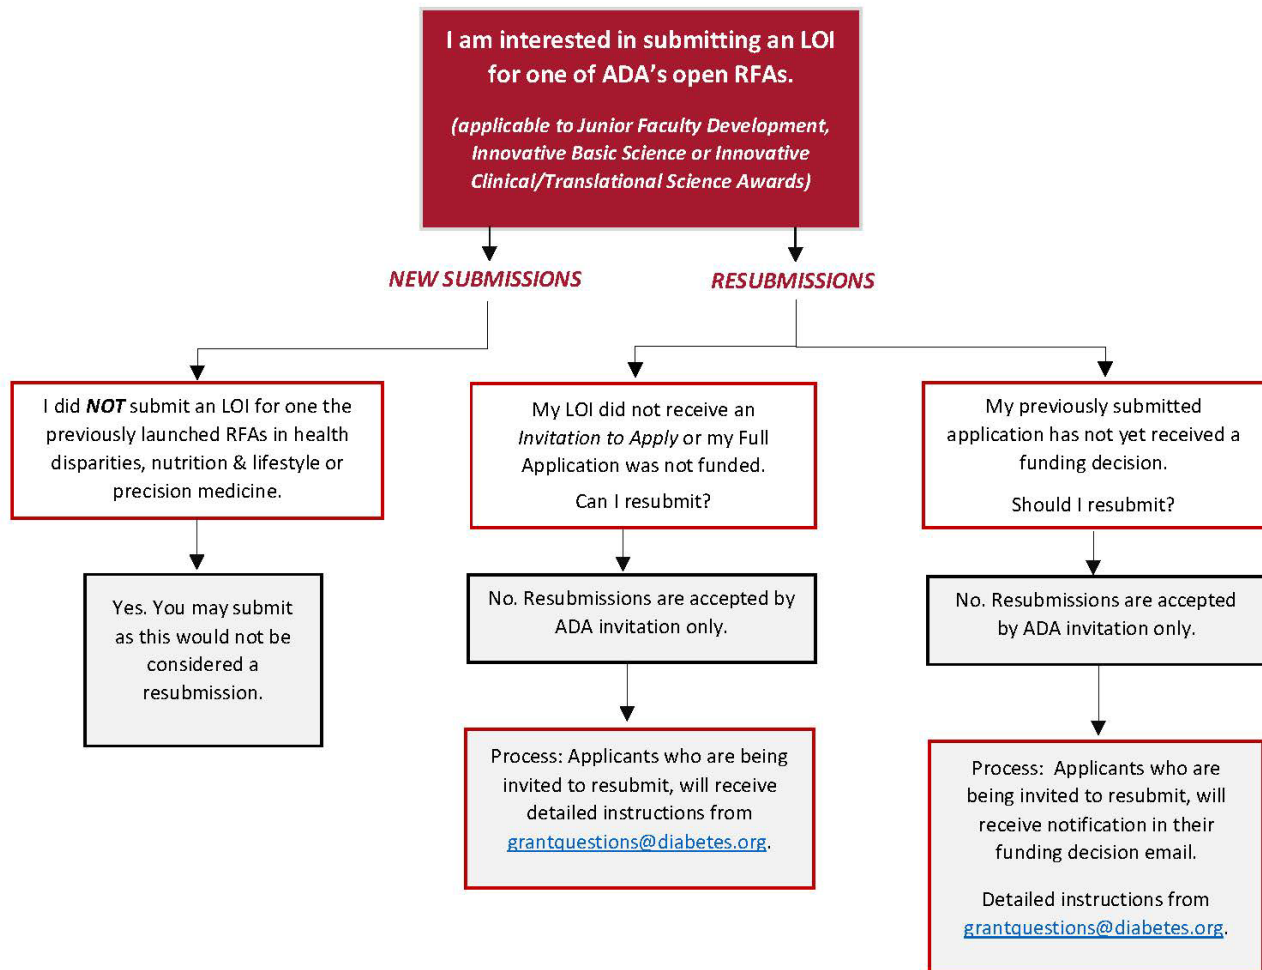 I am interested in submitting an LOI
for one of ADA's open RFAs.
(applicable to Junior Faculty Development,
Innovative Basic Science or Innovative
Clinical/Translational Science Awards)
NEW SUBMISSIONS
RESUBMISSIONS
I did NOT submit an LOI for one the
previously launched RFAs in health
disparities, nutrition & lifestyle or
precision medicine.
Yes. You may submit
as this would not be
considered a
resubmission.
My LOI did not receive an
Invitation to Apply or my Full
Application was not funded.
Can I resubmit?
No. Resubmissions are accepted by
ADA invitation only.
Process: Applicants who are being
invited to resubmit, will receive
detailed instructions from
grantquestions@diabetes.org.
My previously submitted
application has not yet received a
funding decision.
Should I resubmit?
No. Resubmissions are accepted
by ADA invitation only.
Process: Applicants who are
being invited to resubmit, will
receive notification in their
funding decision email.
Detailed instructions from
grantquestions@diabetes.org.